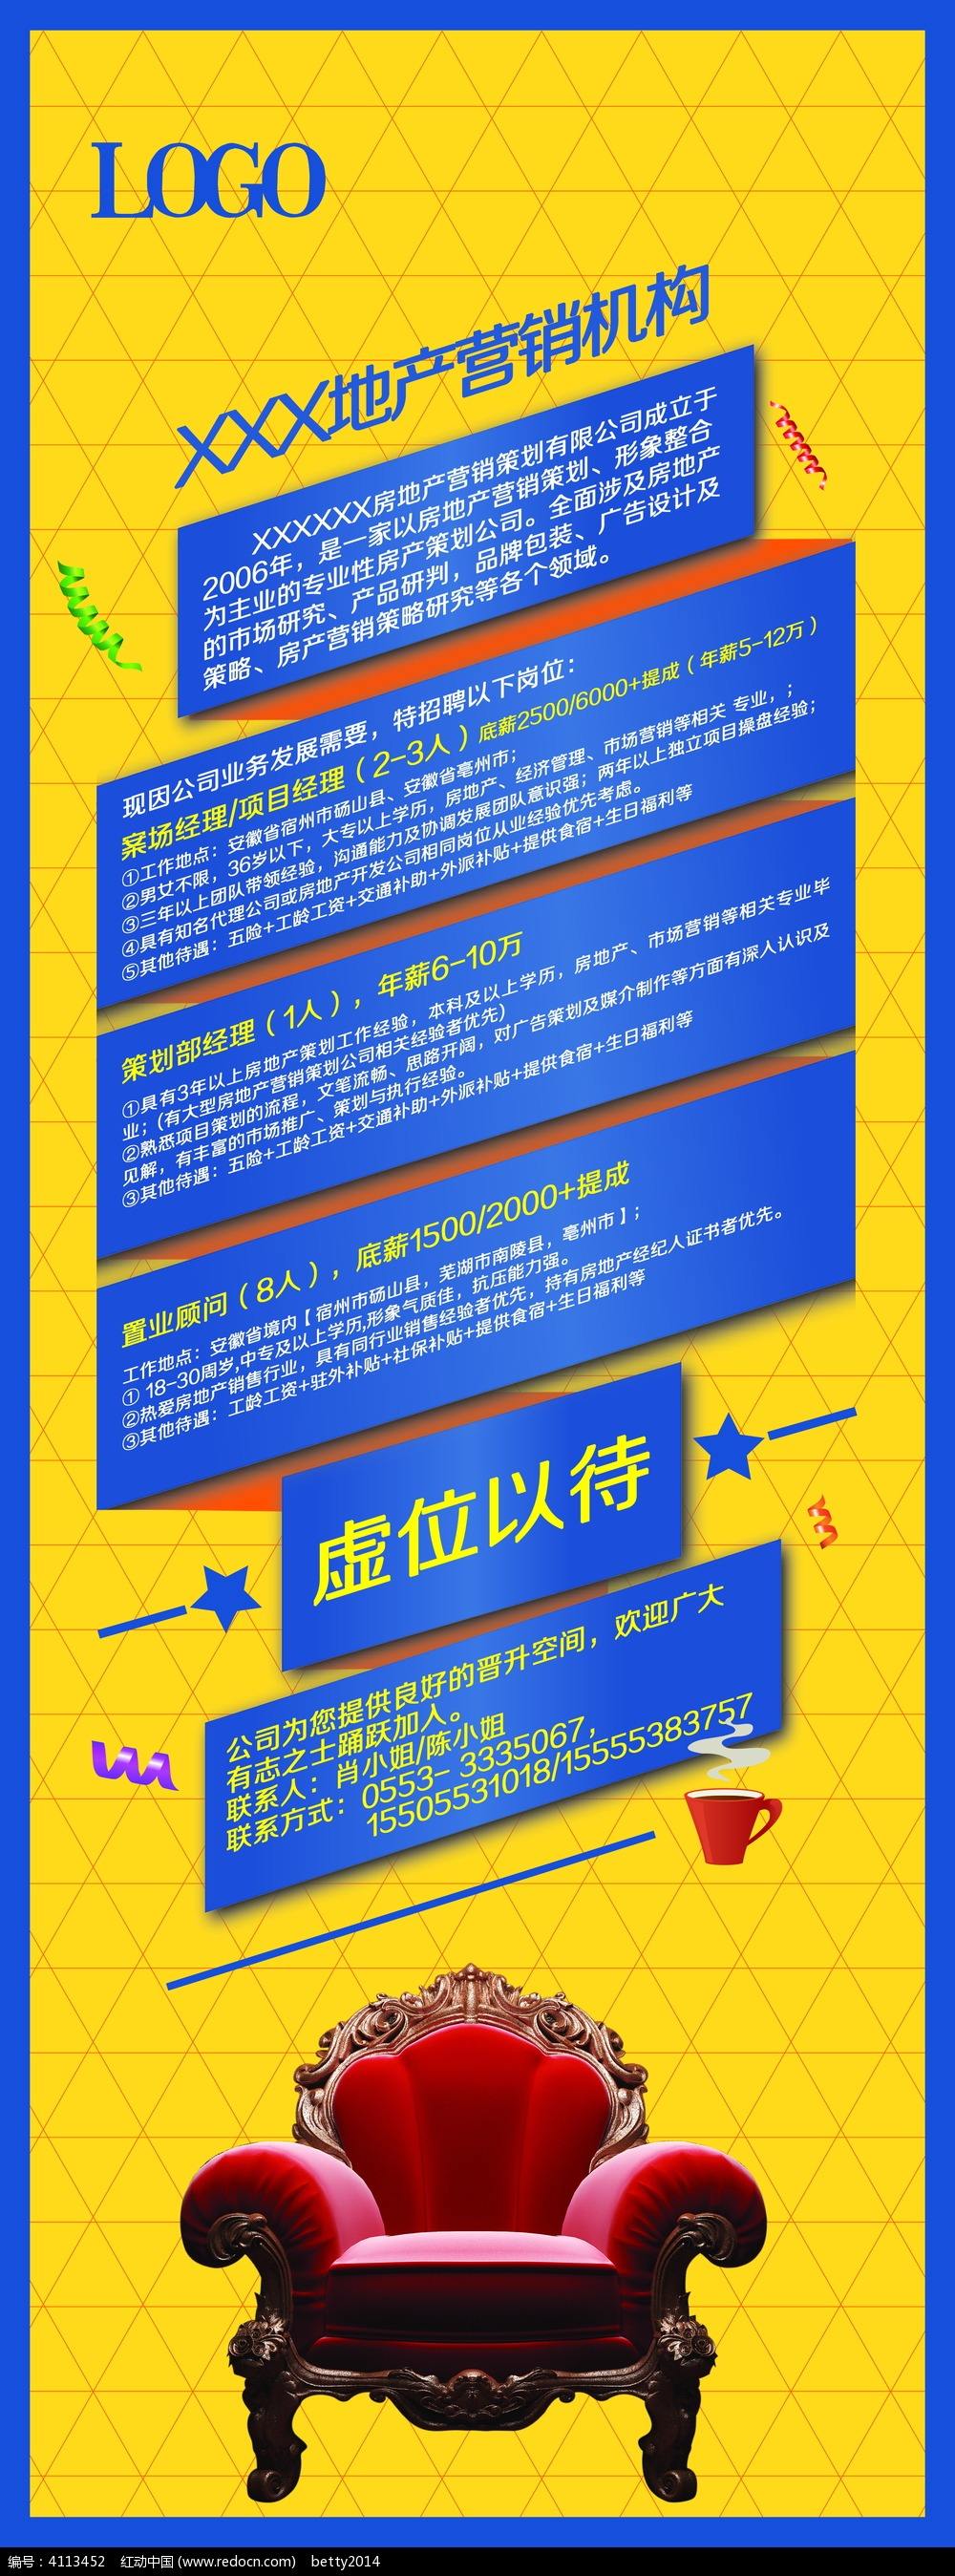 LOGO
XXX地产营销机构
XXXXXX房地产营销策划有限公司成立于
2006年，是一家以房地产营销策划、形象整合
为主业的专业性房产策划公司。全面涉及房地产
的市场研究、产品研判，品牌包装、广告设计及
策略、房产营销策略研究等各个领域。
现因公司业务发展需要，特招聘以下岗位：
案场经理/项目经理（2-3人）底薪2500/6000+提成（年薪5-12万）
①工作地点：安徽省宿州市砀山县、安徽省亳州市；
②男女不限，36岁以下，大专以上学历，房地产、经济管理、市场营销等相关 专业，；
③三年以上团队带领经验，沟通能力及协调发展团队意识强；两年以上独立项目操盘经验；
④具有知名代理公司或房地产开发公司相同岗位从业经验优先考虑。
⑤其他待遇：五险+工龄工资+交通补助+外派补贴+提供食宿+生日福利等
策划部经理（1人），年薪6-10万
①具有3年以上房地产策划工作经验，本科及以上学历，房地产、市场营销等相关专业毕
业；(有大型房地产营销策划公司相关经验者优先)
②熟悉项目策划的流程，文笔流畅、思路开阔，对广告策划及媒介制作等方面有深入认识及
见解，有丰富的市场推广、策划与执行经验。
③其他待遇：五险+工龄工资+交通补助+外派补贴+提供食宿+生日福利等
置业顾问（8人），底薪1500/2000+提成
工作地点：安徽省境内【宿州市砀山县，芜湖市南陵县，亳州市】；
① 18-30周岁,中专及以上学历,形象气质佳，抗压能力强。
②热爱房地产销售行业，具有同行业销售经验者优先，持有房地产经纪人证书者优先。
③其他待遇：工龄工资+驻外补贴+社保补贴+提供食宿+生日福利等
虚位以待
公司为您提供良好的晋升空间，欢迎广大
有志之士踊跃加入。
联系人：肖小姐/陈小姐
联系方式：0553- 3335067，
15505531018/15555383757
编号：4113452 红动中国 (www.redocn.com) betty2014